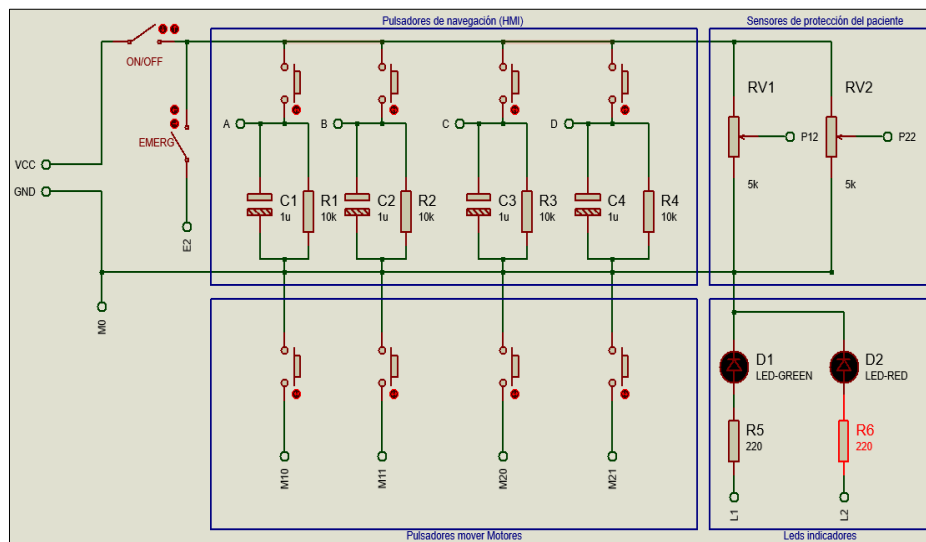 Pulsadores de navegación (HMI)
Sensores de protección del paciente
ON/OFF
RV1
RV2
A
B
C
D
P12
P22
EMERG
VCC
5k
5k
GND
C1
R1
C2
R2
C3
R3
C4
R4
1u
10k
1u
10k
1u
10k
1u
10k
E2
M0
D1
LED-GREEN
D2
LED-RED
R5
220
R6
220
M10
M11
M20
M21
L1
L2
Pulsadores mover Motores
Leds indicadores